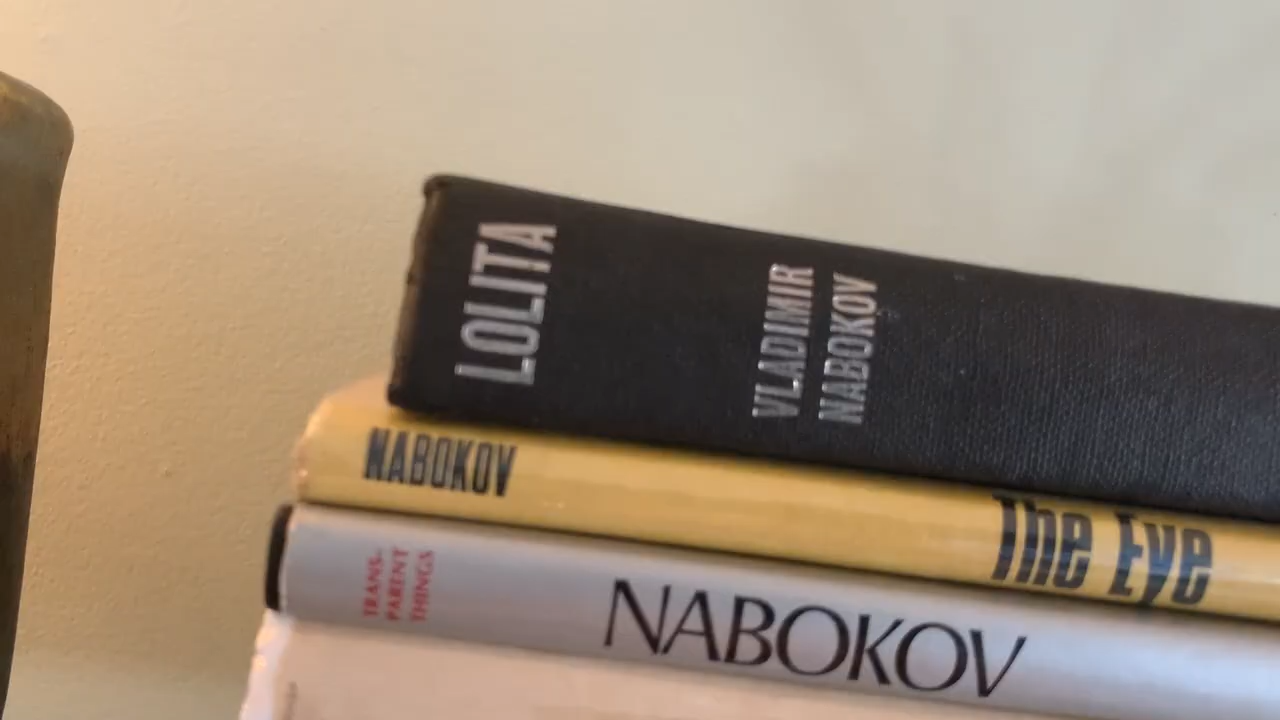 LOLITA
VLADIMIR
NABOKOV
NABOKOV
The Eye
TRANS-
PARENT
THINGS
NABOKOV